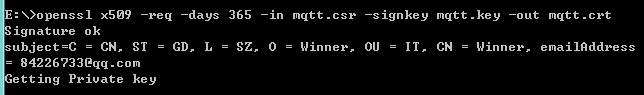 E:\>openssl x509 -req -days 365 -in mqtt.csr -signkey mqtt.key -out mqtt.crt
Signature ok
subject=C = CN, ST = GD, L = SZ, O = Winner, OU = IT, CN = Winner, emailAddress
= 84226733@qq.com
Getting Private key